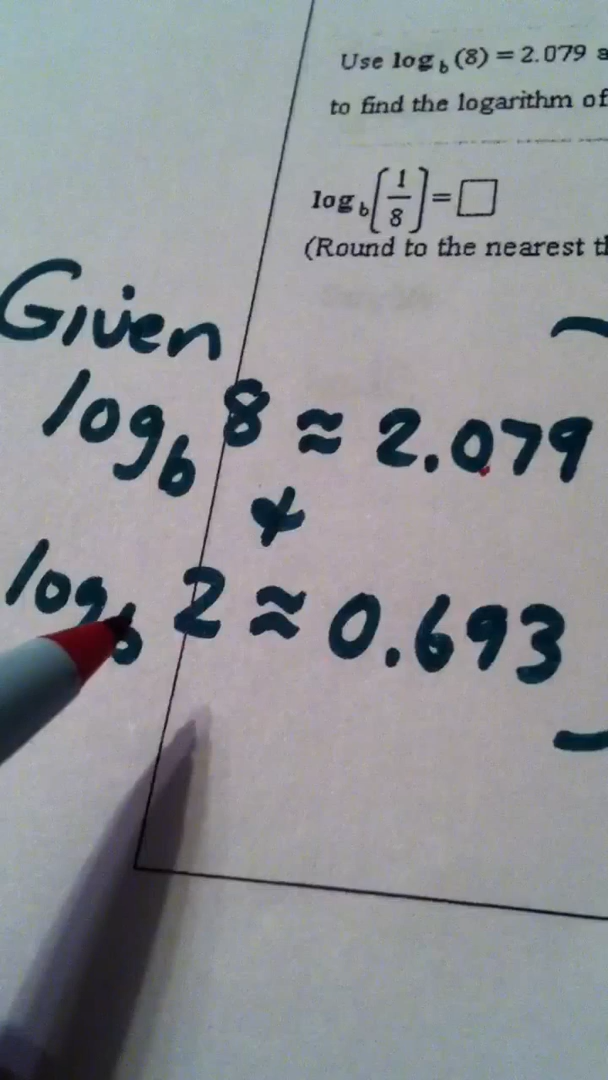 Use log b (8) = 2.079
to find the logarithm of
log b [1/8] = □
(Round to the nearest
Given
log b 8 ≈ 2.079
&
log b 2 ≈ 0.693